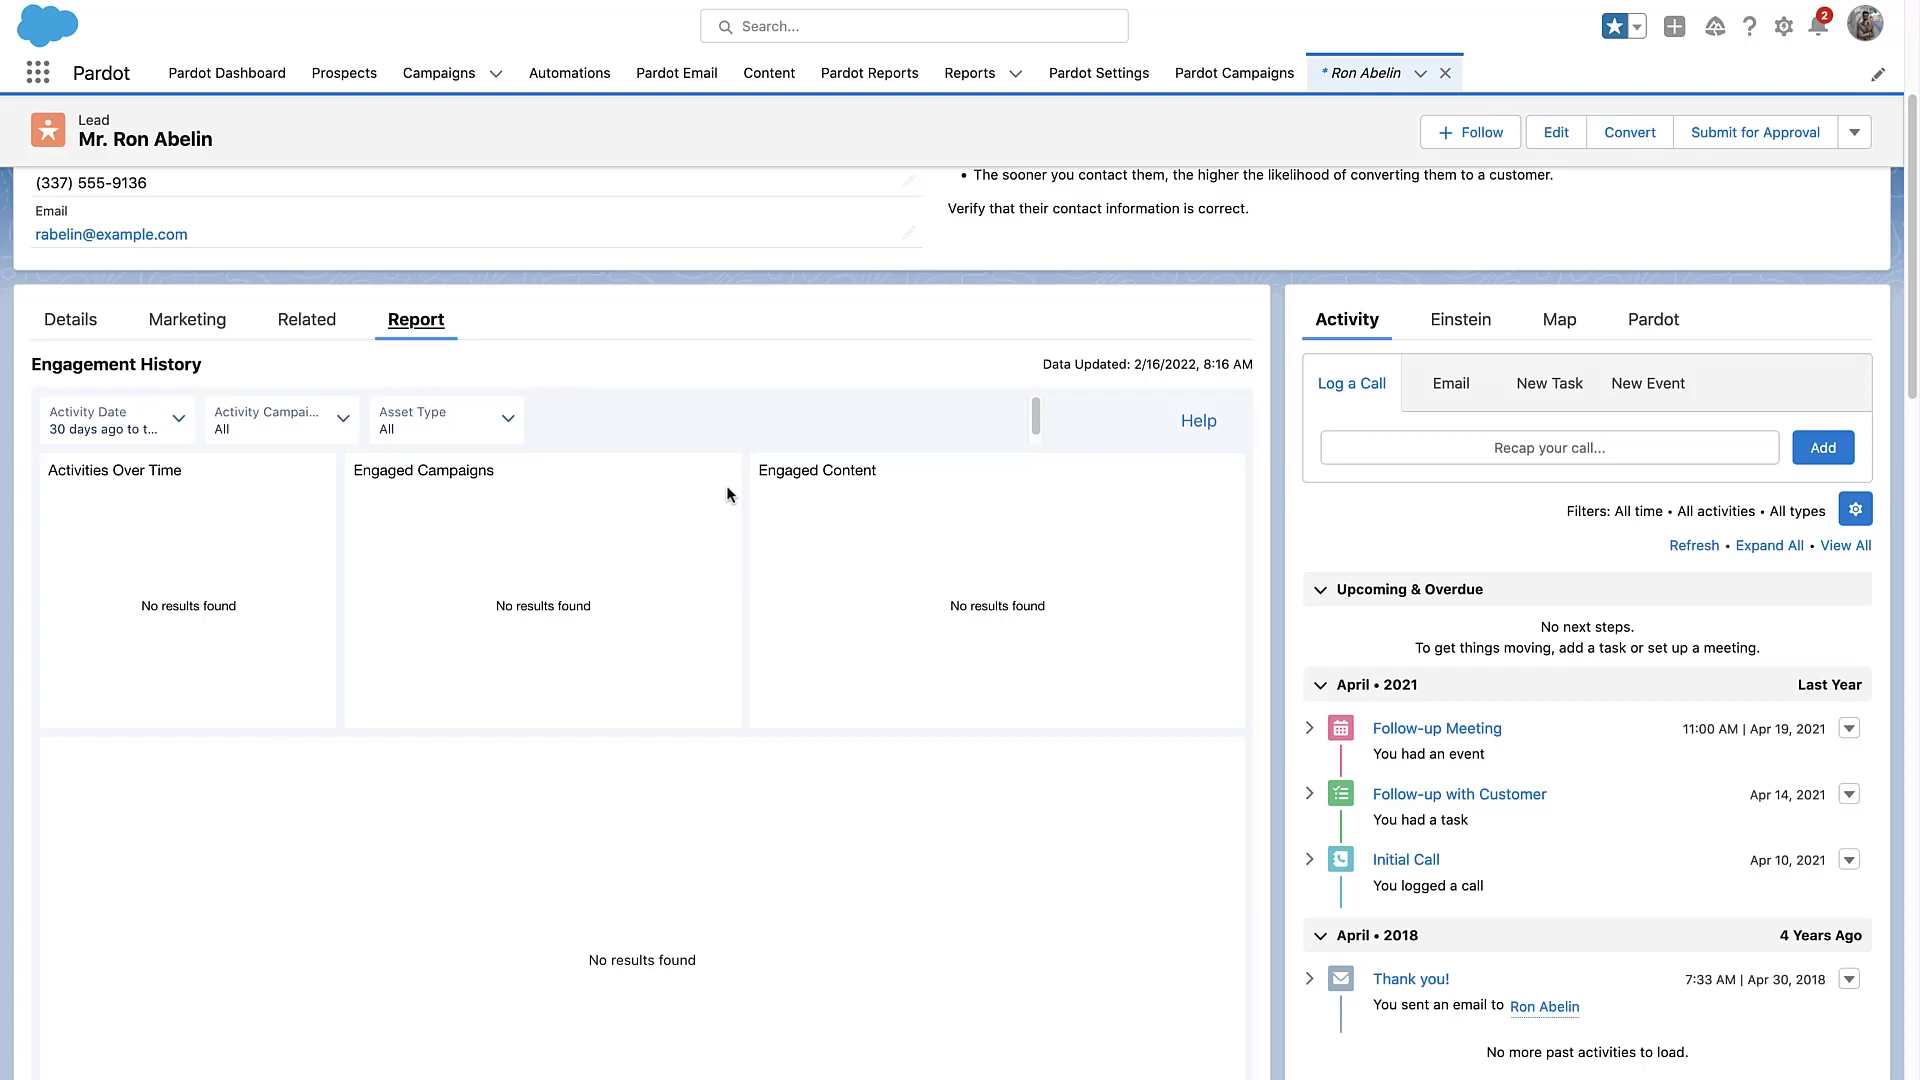 Search...
2
Pardot
Pardot Dashboard
Prospects
Campaigns
Automations
Pardot Email
Content
Pardot Reports
Reports
Pardot Settings
Pardot Campaigns
* Ron Abelin
Lead
Mr. Ron Abelin
Follow
Edit
Convert
Submit for Approval
(337) 555-9136
Email
rabelin@example.com
• The sooner you contact them, the higher the likelihood of converting them to a customer.
Verify that their contact information is correct.
Details
Marketing
Related
Report
Engagement History
Data Updated: 2/16/2022, 8:16 AM
Activity Date
30 days ago to t...
Activity Campai...
All
Asset Type
All
Help
Activities Over Time
No results found
Engaged Campaigns
No results found
Engaged Content
No results found
No results found
Activity
Einstein
Map
Pardot
Log a Call
Email
New Task
New Event
Recap your call...
Add
Filters: All time • All activities • All types
Refresh • Expand All • View All
Upcoming & Overdue
No next steps.
To get things moving, add a task or set up a meeting.
April • 2021
Last Year
Follow-up Meeting
11:00 AM | Apr 19, 2021
You had an event
Follow-up with Customer
Apr 14, 2021
You had a task
Initial Call
Apr 10, 2021
You logged a call
April • 2018
4 Years Ago
Thank you!
7:33 AM | Apr 30, 2018
You sent an email to Ron Abelin
No more past activities to load.